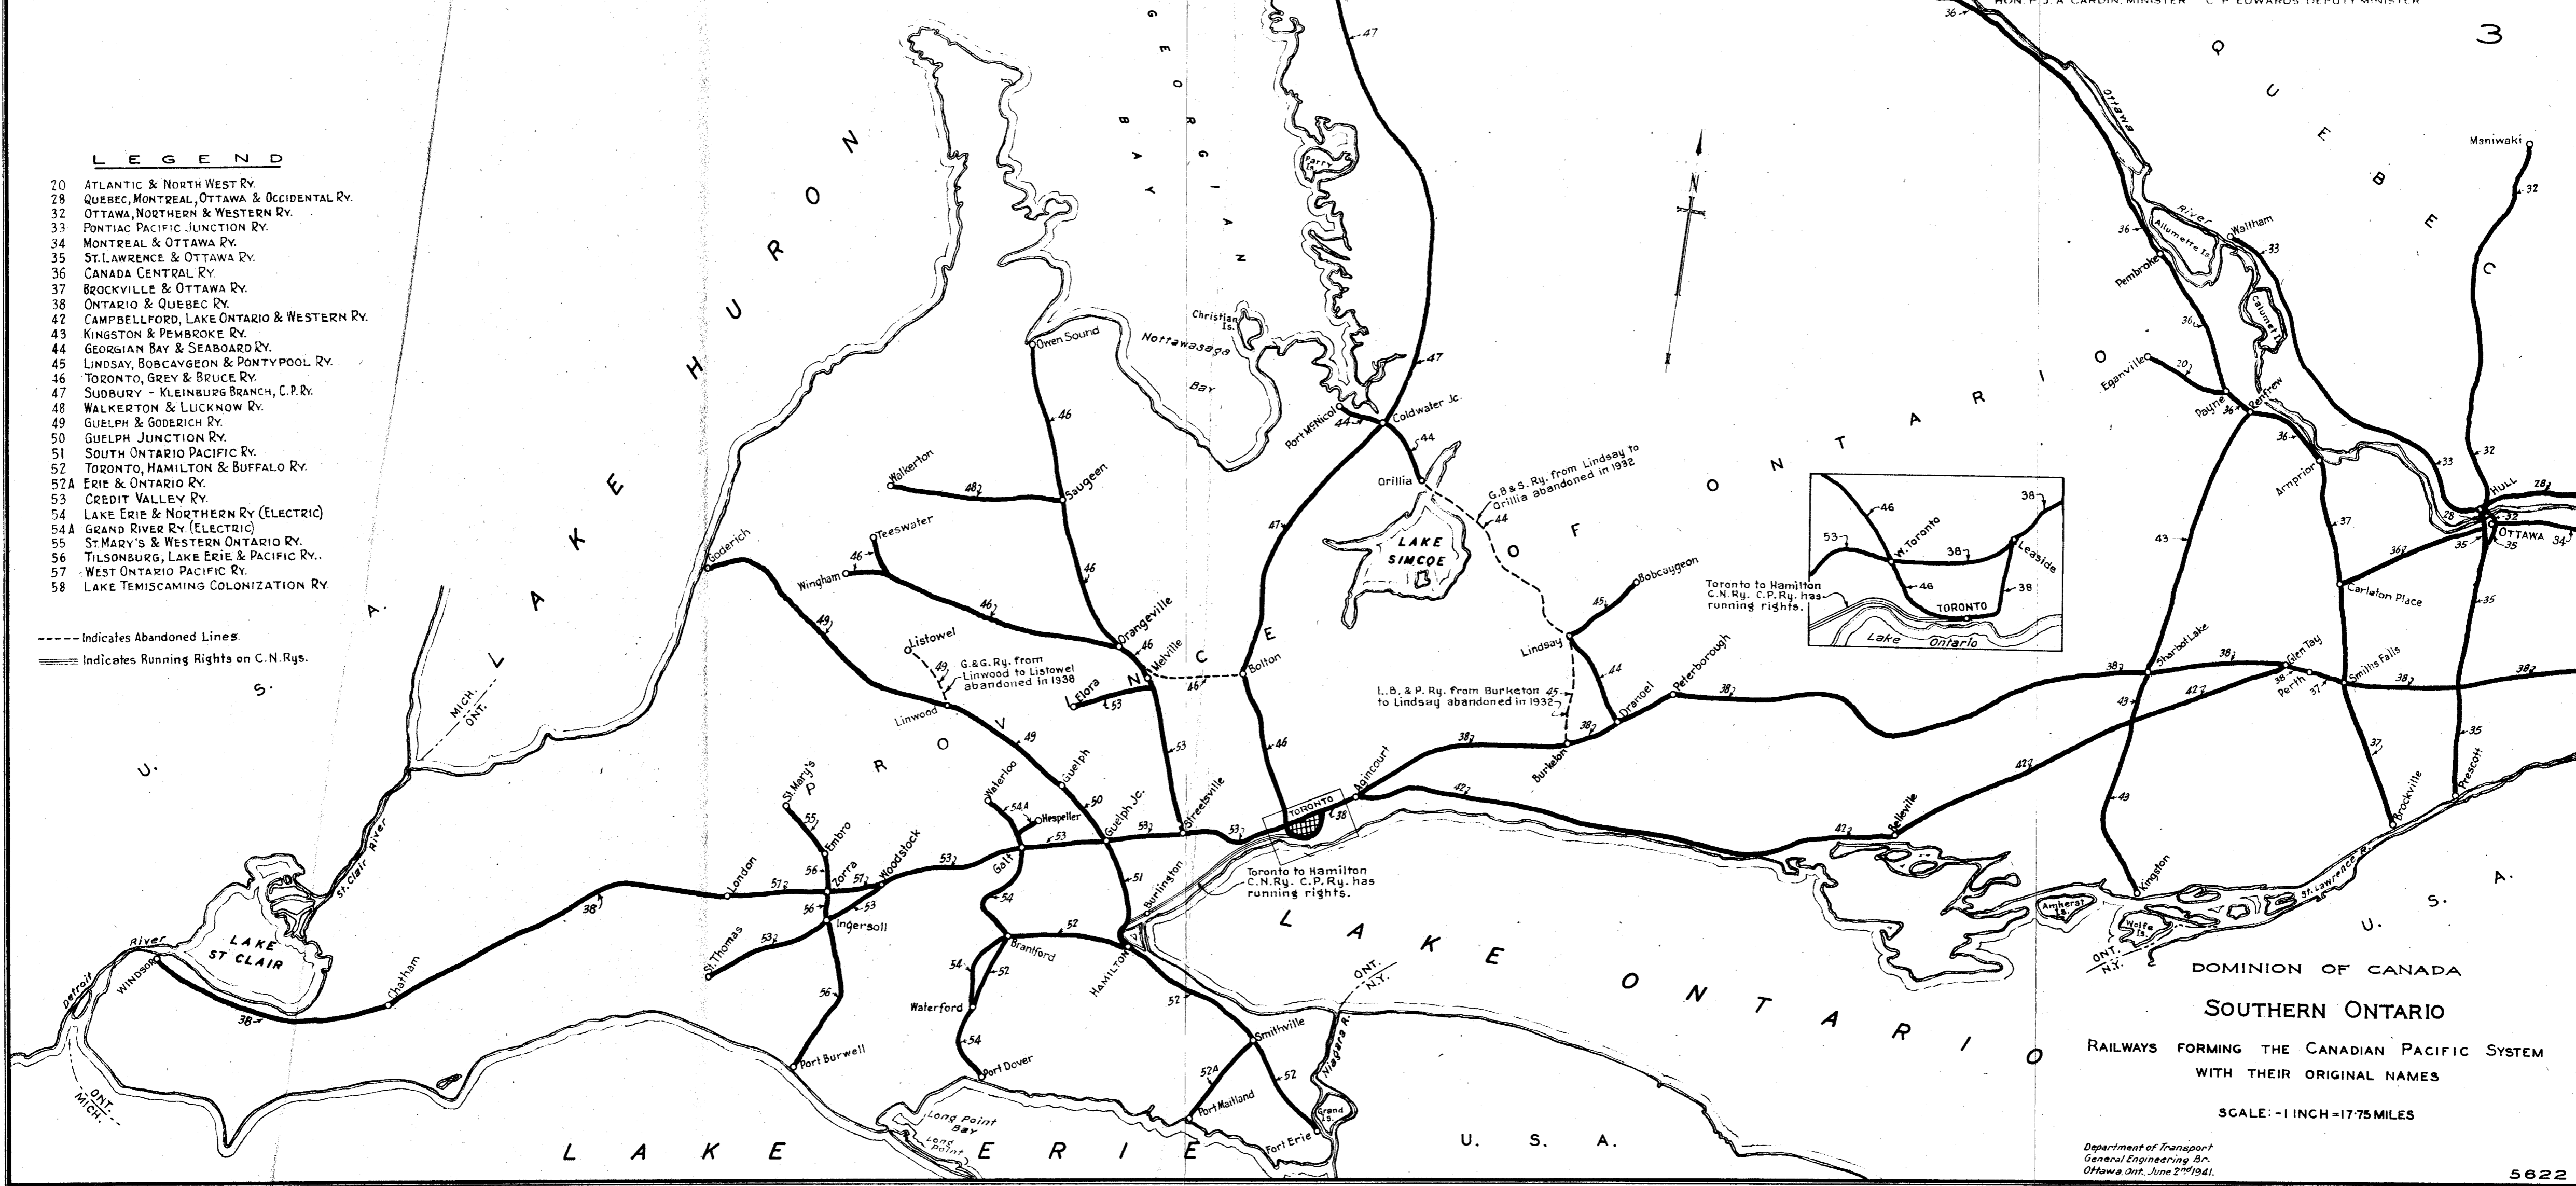 HON. P. J. A. CARDIN, MINISTER C. P. EDWARDS DEPUTY MINISTER
3
LEGEND
20 ATLANTIC & NORTH WEST RY.
28 QUEBEC, MONTREAL, OTTAWA & OCCIDENTAL RY.
32 OTTAWA, NORTHERN & WESTERN RY.
33 PONTIAC PACIFIC JUNCTION RY.
34 MONTREAL & OTTAWA RY.
35 ST. LAWRENCE & OTTAWA RY.
36 CANADA CENTRAL RY.
37 BROCKVILLE & OTTAWA RY.
38 ONTARIO & QUEBEC RY.
42 CAMPBELLFORD, LAKE ONTARIO & WESTERN RY.
43 KINGSTON & PEMBROKE RY.
44 GEORGIAN BAY & SEABOARD RY.
45 LINDSAY, BOBCAYGEON & PONTYPOOL RY.
46 TORONTO, GREY & BRUCE RY.
47 SUDBURY - KLEINBURG BRANCH, C.P.RY.
48 WALKERTON & LUCKNOW RY.
49 GUELPH & GODERICH RY.
50 GUELPH JUNCTION RY.
51 SOUTH ONTARIO PACIFIC RY.
52 TORONTO, HAMILTON & BUFFALO RY.
52A ERIE & ONTARIO RY.
53 CREDIT VALLEY RY.
54 LAKE ERIE & NORTHERN RY (ELECTRIC)
54A GRAND RIVER RY. (ELECTRIC)
55 ST. MARY'S & WESTERN ONTARIO RY.
56 TILSONBURG, LAKE ERIE & PACIFIC RY..
57 WEST ONTARIO PACIFIC RY.
58 LAKE TEMISCAMING COLONIZATION RY.
----- Indicates Abandoned Lines.
Indicates Running Rights on C.N.Rys.
U. S. A.
LAKE HURON
GEORGIAN BAY
Parry Is.
Christian Is.
Nottawasaga Bay
N
PROVINCE OF ONTARIO
QUEBEC
Ottawa
River
Allumette Is.
Calumet I.
Maniwaki
Waltham
Pembroke
Eganville
Payne
Renfrew
Arnprior
HULL
OTTAWA
Carleton Place
Owen Sound
Port McNicol
Coldwater Jc.
Orillia
G.B & S. Ry. from Lindsay to
Orillia abandoned in 1932
LAKE
SIMCOE
Bobcaygeon
Lindsay
L.B. & P. Ry. from Burketon
to Lindsay abandoned in 1932
Burketon
Dranoel
Peterborough
Toronto to Hamilton
C.N.Ry. C.P.Ry. has
running rights.
W. Toronto
Leaside
TORONTO
Lake Ontario
Sharbot Lake
Glen Tay
Perth
Smiths Falls
Walkerton
Saugeen
Teeswater
Wingham
Goderich
Orangeville
Melville
Bolton
Listowel
G.&G. Ry. from
Linwood to Listowel
abandoned in 1938
Linwood
Elora
MICH.
ONT.
St. Clair River
St. Mary's
Embro
Zorra
Woodstock
Waterloo
Hespeller
Galt
Guelph
Guelph Jc.
Streetsville
TORONTO
Agincourt
Belleville
Kingston
Brockville
Prescott
St. Lawrence R.
Amherst Is.
Wolfe Is.
ONT.
N.Y.
U. S. A.
London
Ingersoll
St. Thomas
Brantford
Burlington
HAMILTON
Toronto to Hamilton
C.N.Ry. C.P.Ry. has
running rights.
LAKE ONTARIO
ONT.
N.Y.
Niagara R.
Grand Is.
Fort Erie
Port Maitland
Smithville
Waterford
Port Dover
Port Burwell
Chatham
WINDSOR
Detroit
River
LAKE
ST CLAIR
ONT.
MICH.
Long Point
Bay
Long
Point
LAKE ERIE
U. S. A.
DOMINION OF CANADA
SOUTHERN ONTARIO
RAILWAYS FORMING THE CANADIAN PACIFIC SYSTEM
WITH THEIR ORIGINAL NAMES
SCALE:-1 INCH=17·75 MILES
Department of Transport
General Engineering Br.
Ottawa, Ont. June 2nd 1941.
5622